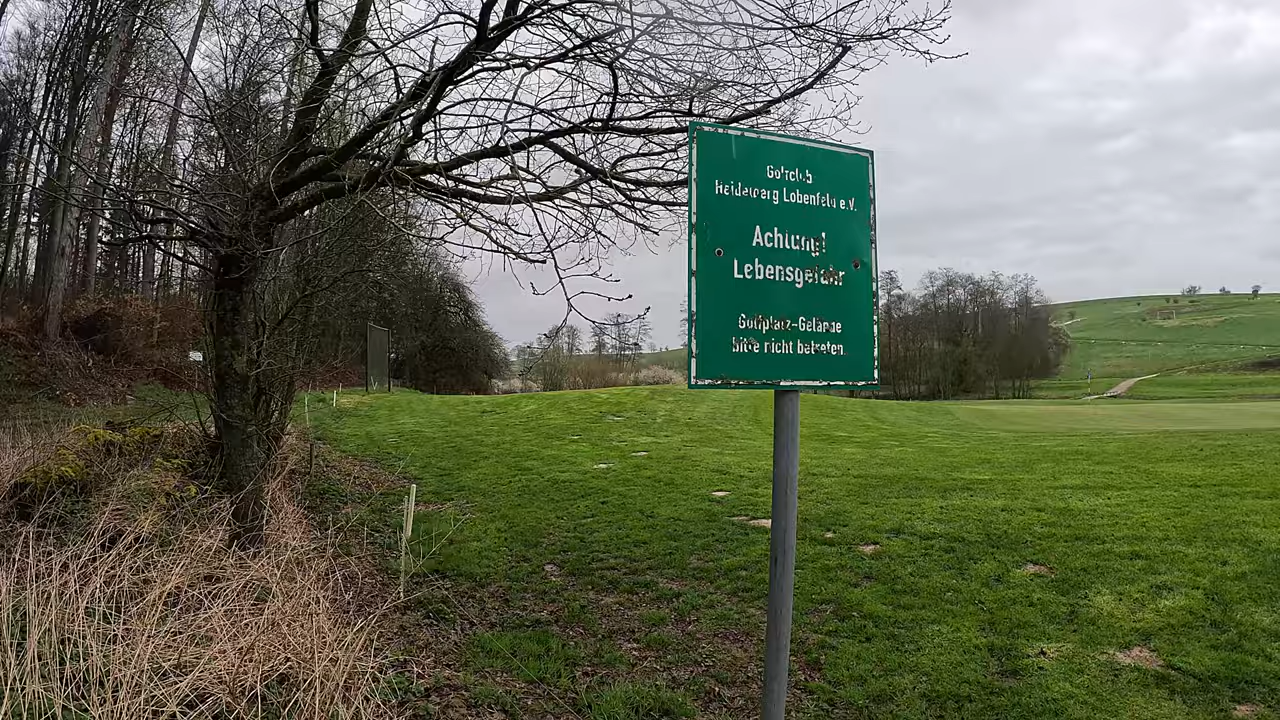 Golfclub
Heidelberg Lobenfeld e.V.
Achtung!
Lebensgefahr
Golfplatz-Gelände
bitte nicht betreten.